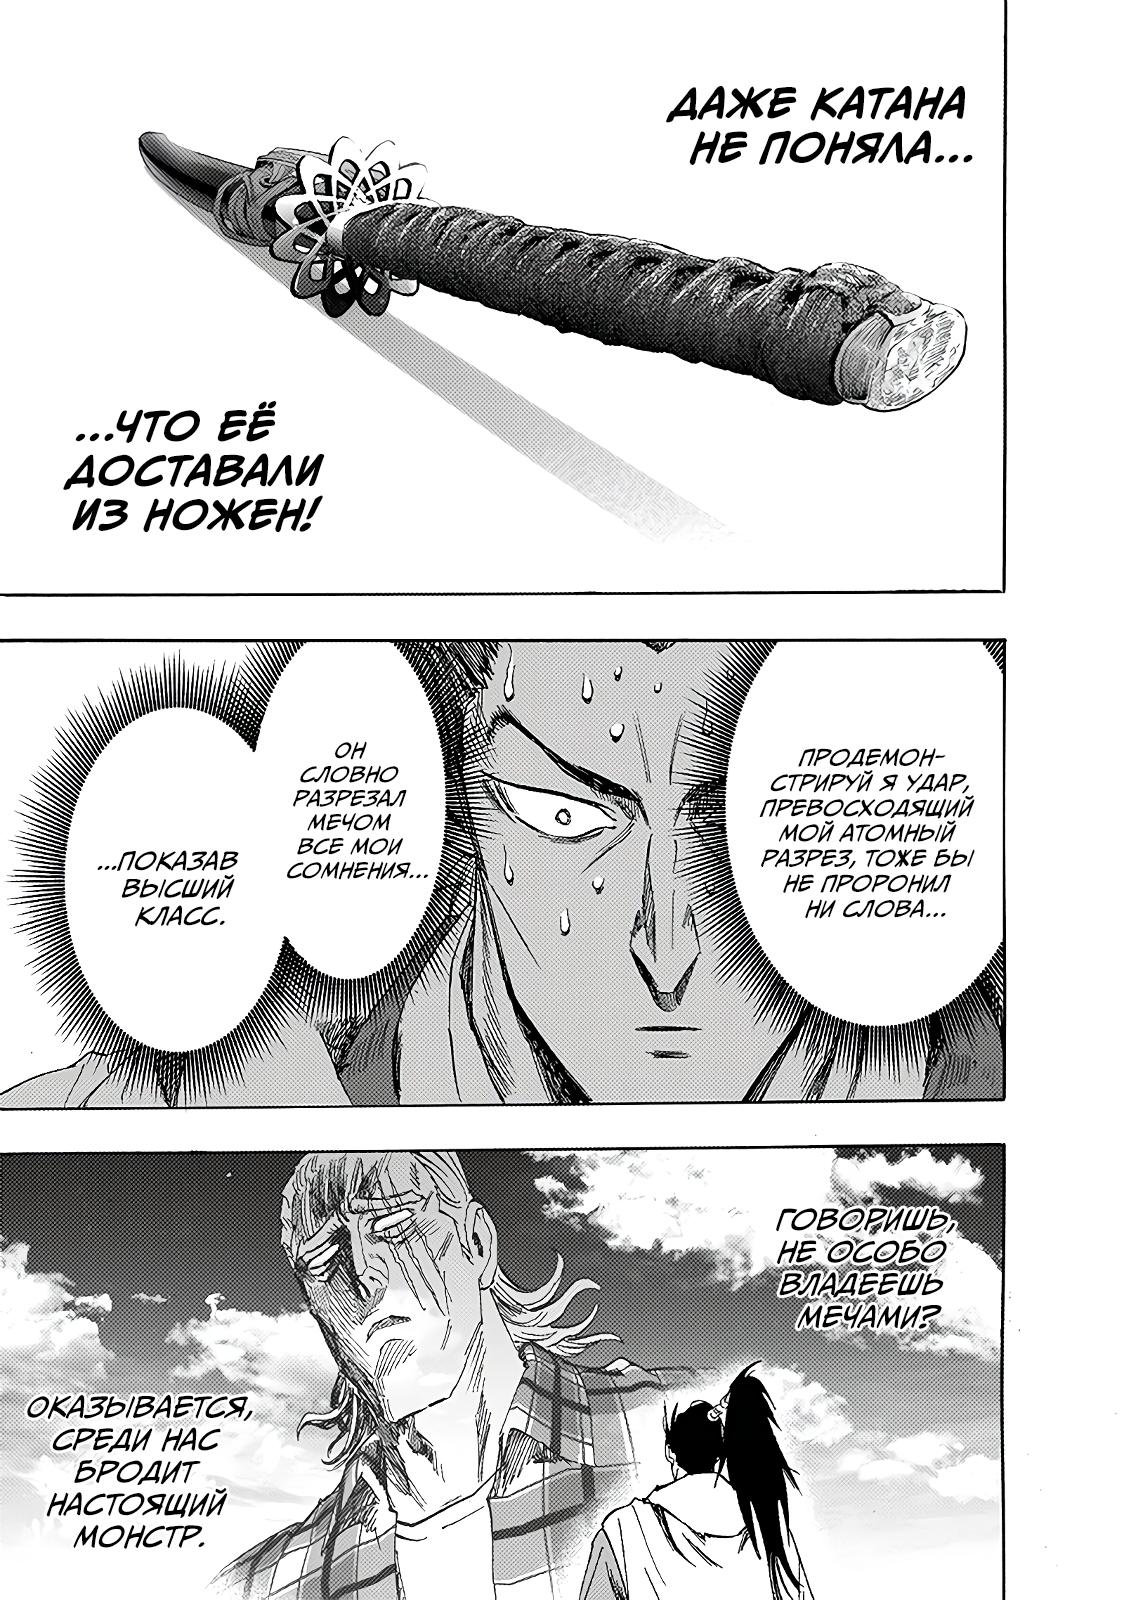 ДАЖЕ КАТАНА
НЕ ПОНЯЛА...
...ЧТО ЕЁ
ДОСТАВАЛИ
ИЗ НОЖЕН!
ПРОДЕМОН-
СТРИРУЙ Я УДАР,
ПРЕВОСХОДЯЩИЙ
МОЙ АТОМНЫЙ
РАЗРЕЗ, ТОЖЕ БЫ
НЕ ПРОРОНИЛ
НИ СЛОВА...
ОН
СЛОВНО
РАЗРЕЗАЛ
МЕЧОМ
ВСЕ МОИ
СОМНЕНИЯ...
...ПОКАЗАВ
ВЫСШИЙ
КЛАСС.
ГОВОРИШЬ,
НЕ ОСОБО
ВЛАДЕЕШЬ
МЕЧАМИ?
ОКАЗЫВАЕТСЯ,
СРЕДИ НАС
БРОДИТ
НАСТОЯЩИЙ
МОНСТР.